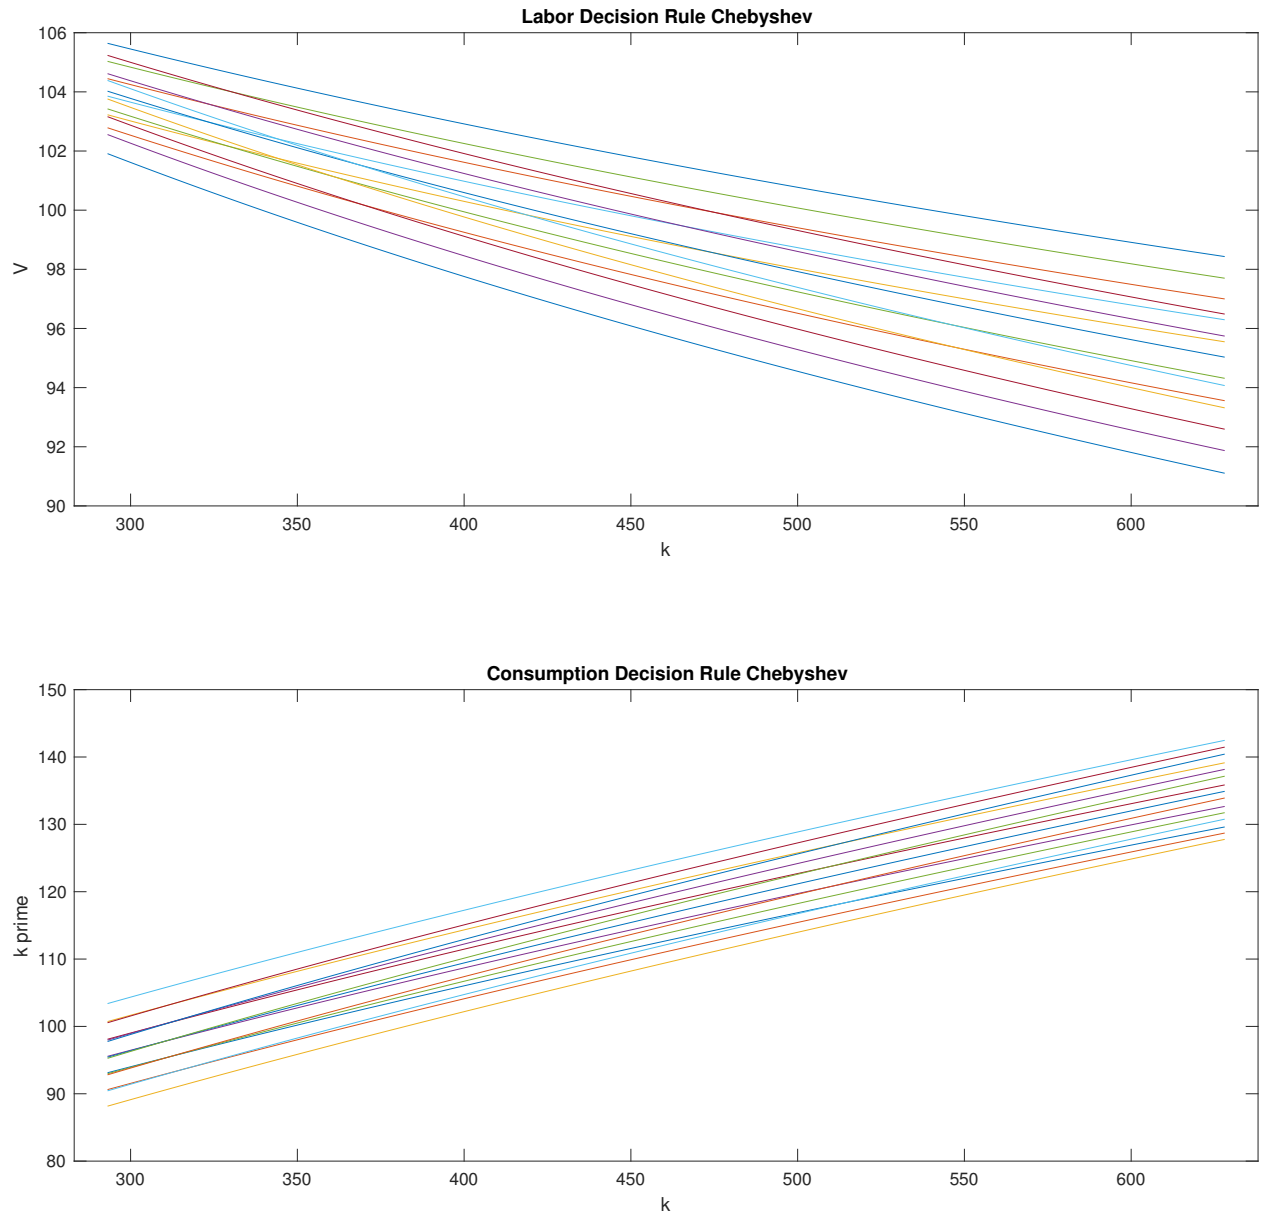 Labor Decision Rule Chebyshev
106
104
102
100
98
96
94
92
90
V
300 350 400 450 500 550 600
k
Consumption Decision Rule Chebyshev
150
140
130
120
110
100
90
80
k prime
300 350 400 450 500 550 600
k